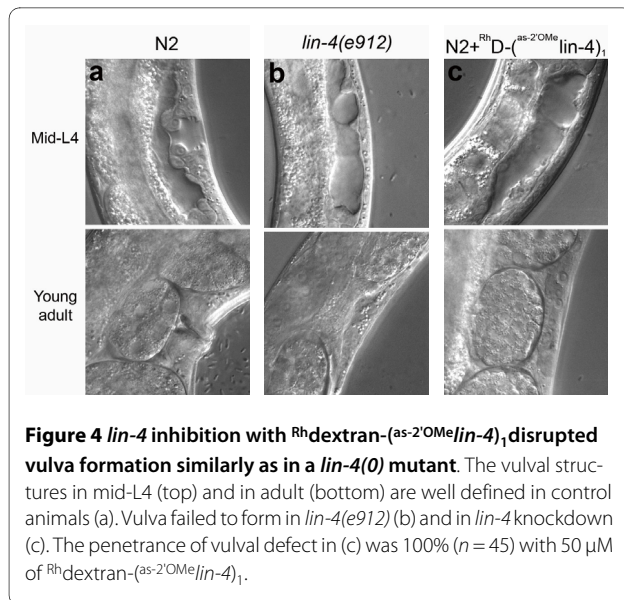 N2 lin-4(e912) N2+RhD-(as-2'OMe lin-4)1
a b c
Mid-L4
Young
adult
Figure 4 lin-4 inhibition with Rhdextran-(as-2'OMelin-4)1disrupted
vulva formation similarly as in a lin-4(0) mutant. The vulval struc-
tures in mid-L4 (top) and in adult (bottom) are well defined in control
animals (a). Vulva failed to form in lin-4(e912) (b) and in lin-4 knockdown
(c). The penetrance of vulval defect in (c) was 100% (n = 45) with 50 μM
of Rhdextran-(as-2'OMelin-4)1.